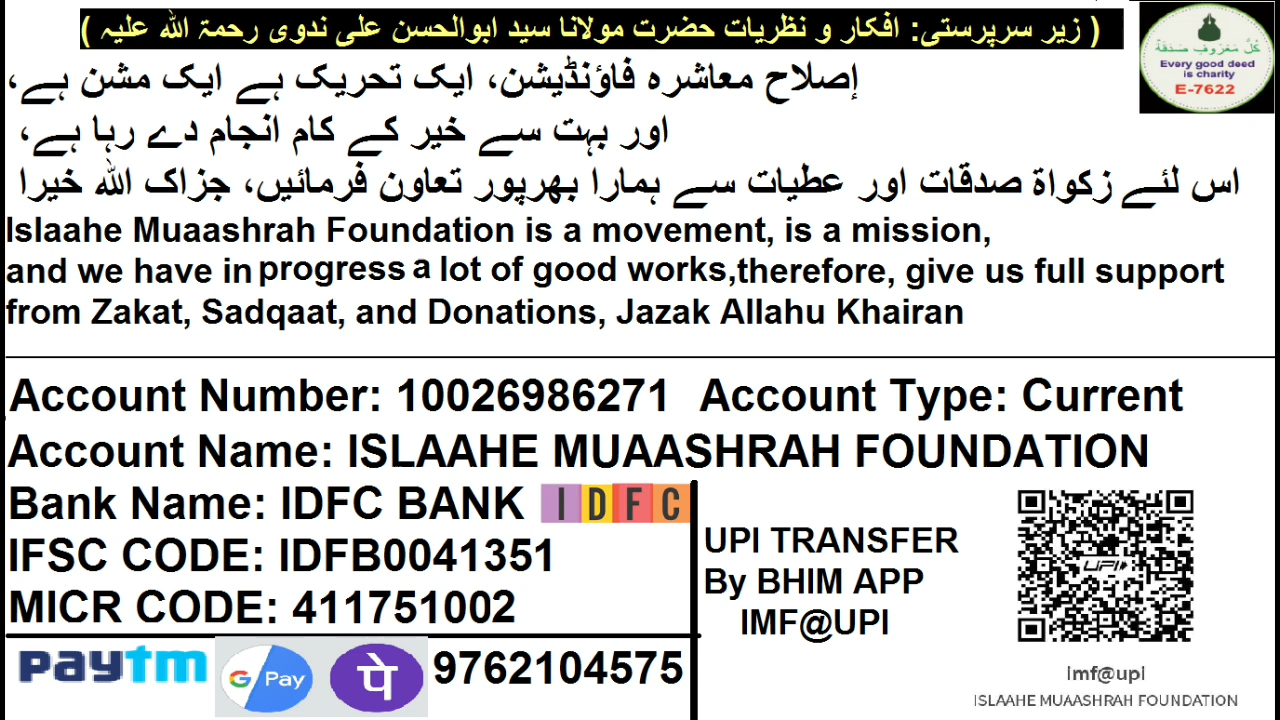 ( زیر سرپرستی: افکار و نظریات حضرت مولانا سید ابوالحسن علی ندوی رحمۃ اللہ علیہ )
كُلُّ مَعْرُوفٍ صَدَقَةٌ
Every good deed
is charity
E-7622
إصلاح معاشرہ فاؤنڈیشن، ایک تحریک ہے ایک مشن ہے،
اور بہت سے خیر کے کام انجام دے رہا ہے،
اس لئے زکواۃ صدقات اور عطیات سے ہمارا بھرپور تعاون فرمائیں، جزاک اللہ خیرا
Islaahe Muaashrah Foundation is a movement, is a mission,
and we have in progress a lot of good works,therefore, give us full support
from Zakat, Sadqaat, and Donations, Jazak Allahu Khairan
Account Number: 10026986271 Account Type: Current
Account Name: ISLAAHE MUAASHRAH FOUNDATION
Bank Name: IDFC BANK IDFC
IFSC CODE: IDFB0041351
MICR CODE: 411751002
paytm G Pay पे 9762104575
UPI TRANSFER
By BHIM APP
IMF@UPI
UPI
imf@upi
ISLAAHE MUAASHRAH FOUNDATION